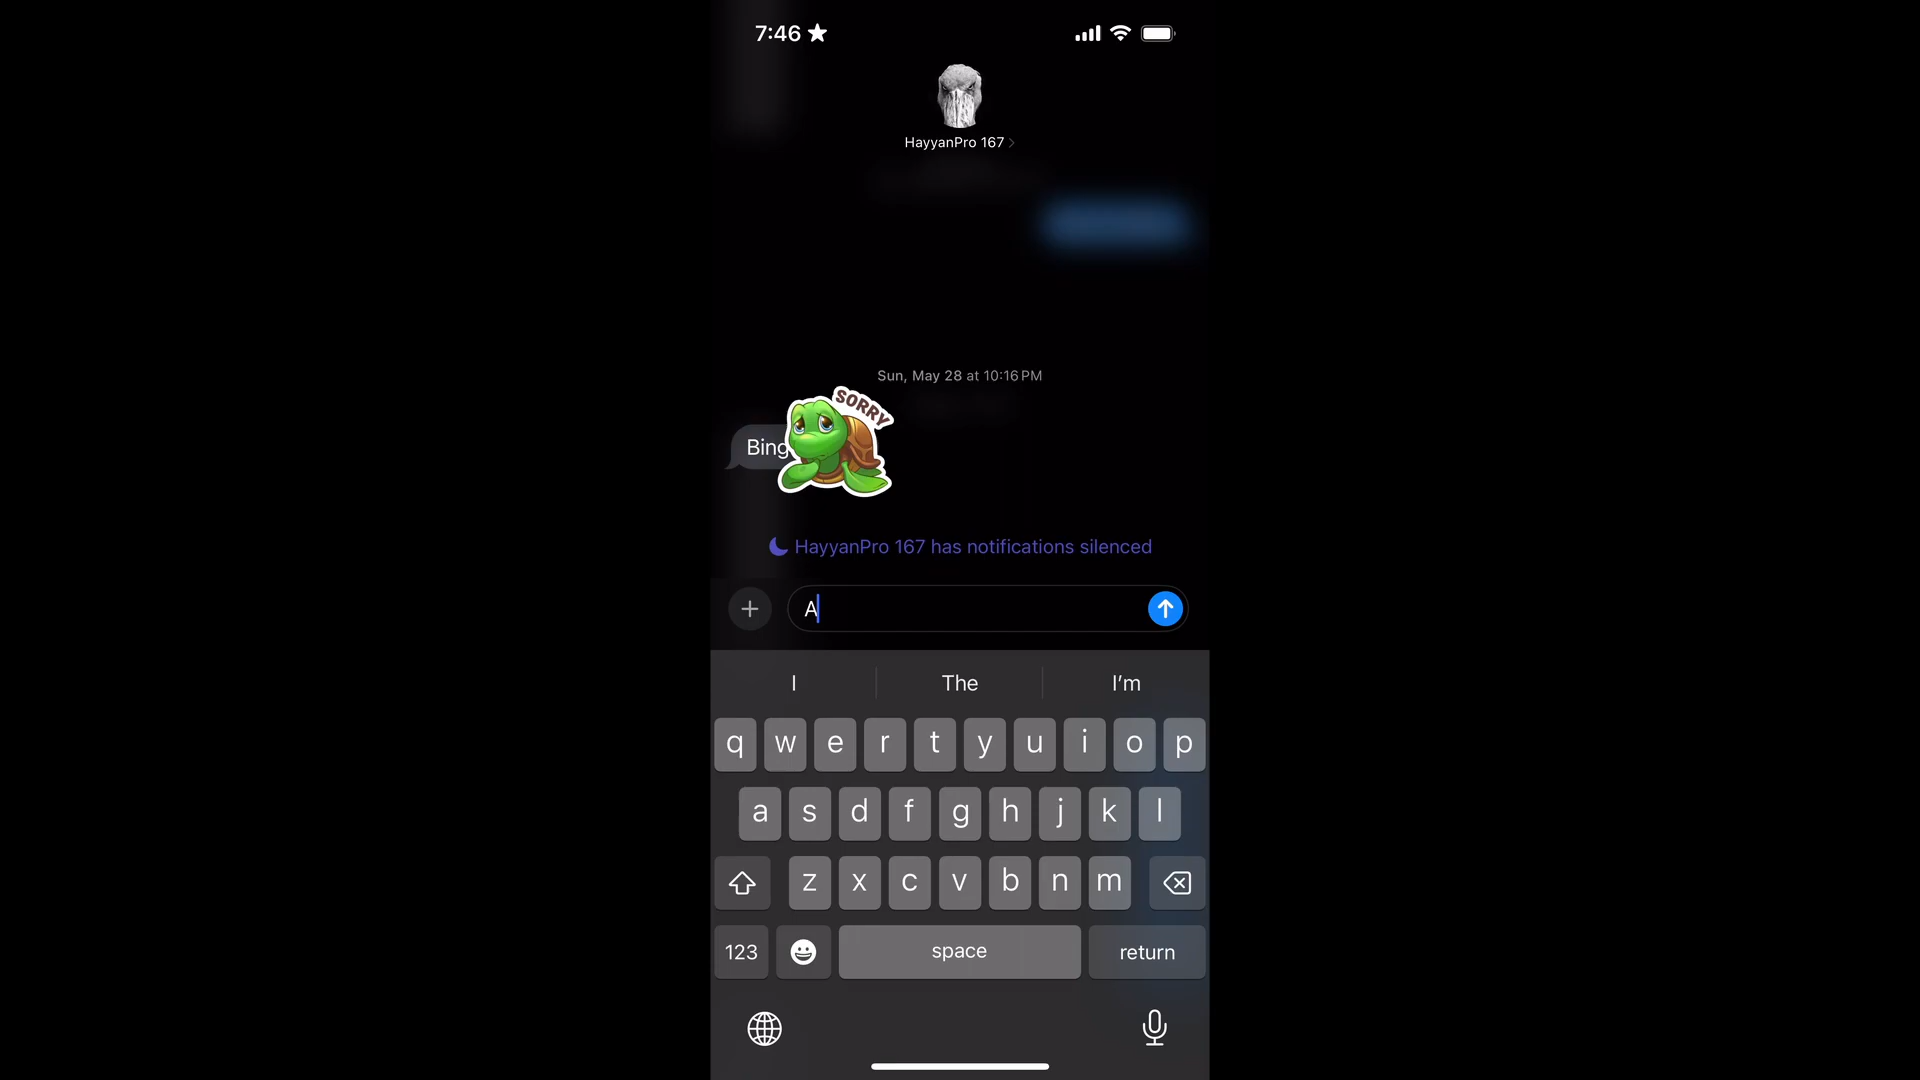 7:46
HayyanPro 167
Sun, May 28 at 10:16 PM
SORRY
Bing
HayyanPro 167 has notifications silenced
A
I The I'm
q w e r t y u i o p
a s d f g h j k l
z x c v b n m
123 space return